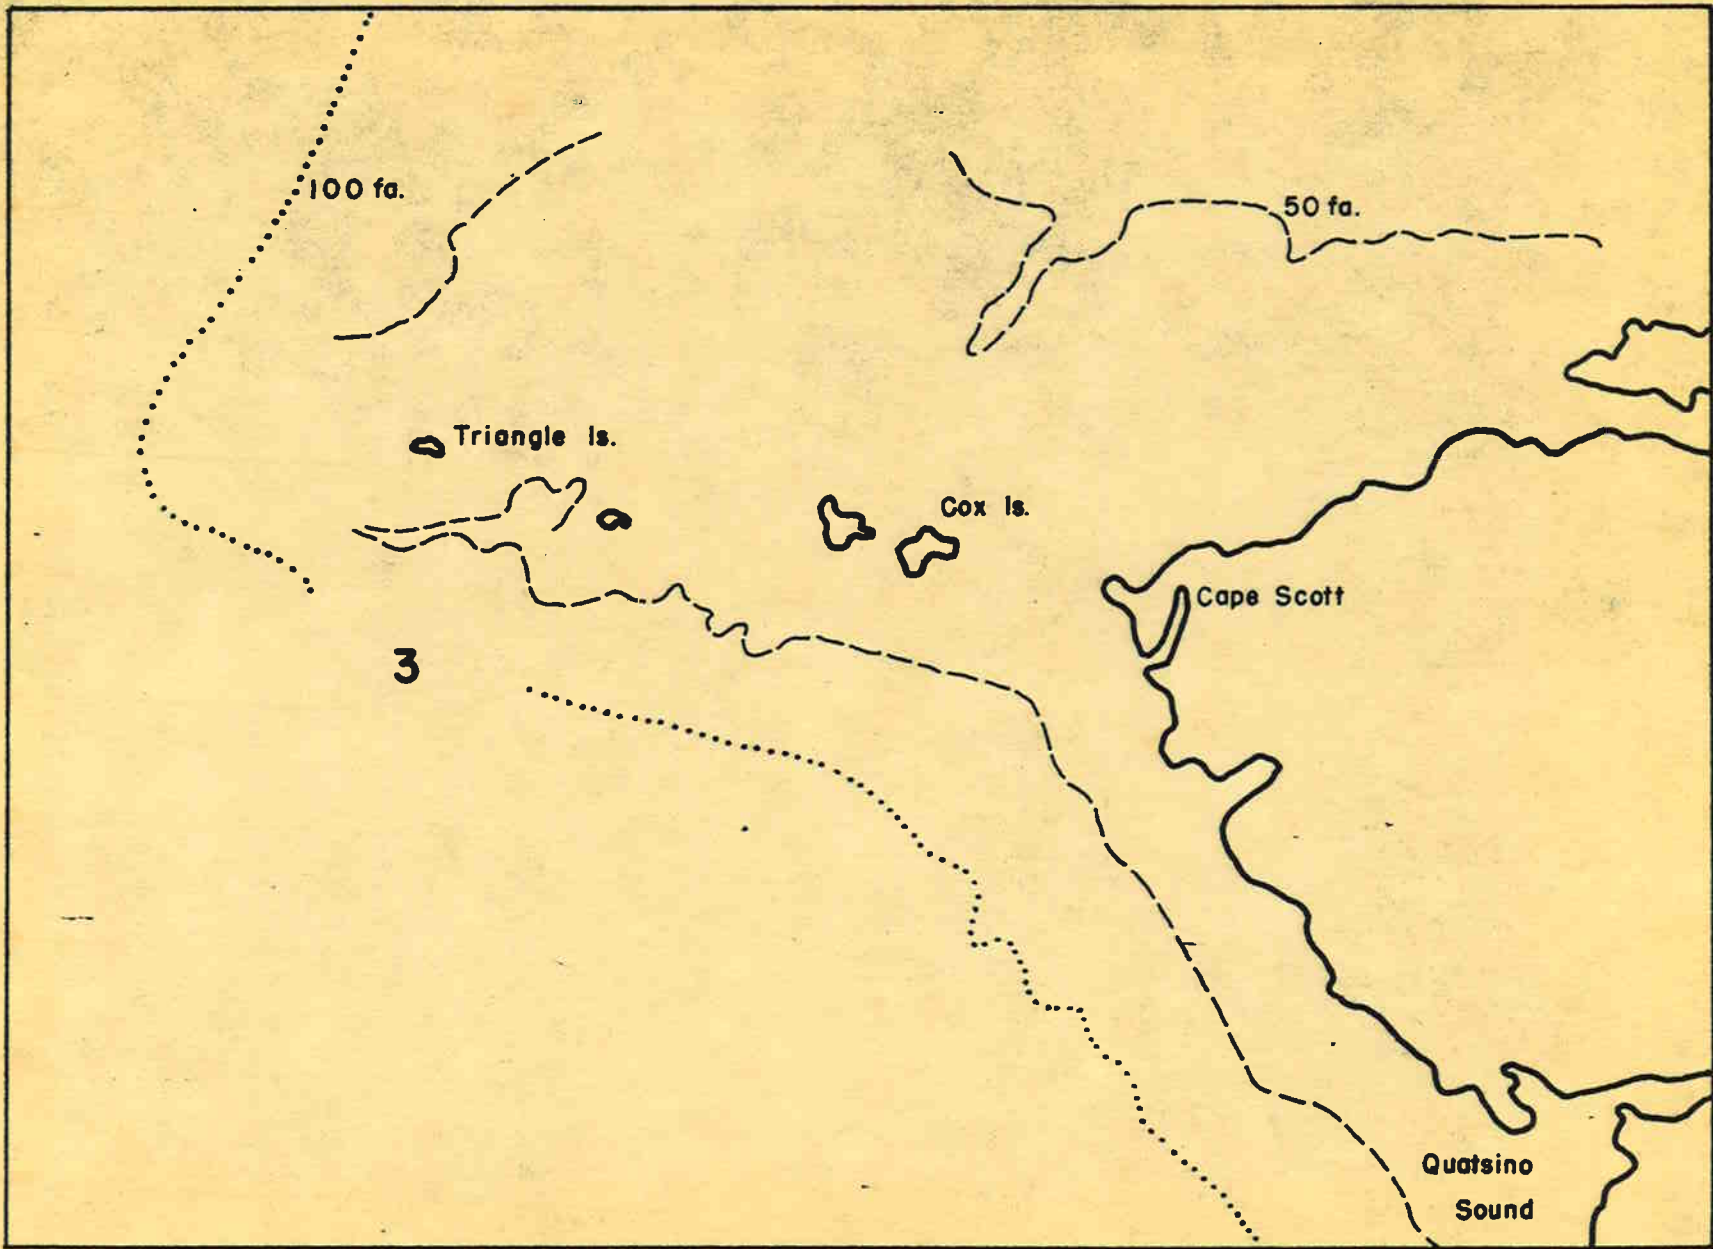 100 fa.
50 fa.
Triangle Is.
Cox Is.
Cape Scott
3
Quatsino
Sound